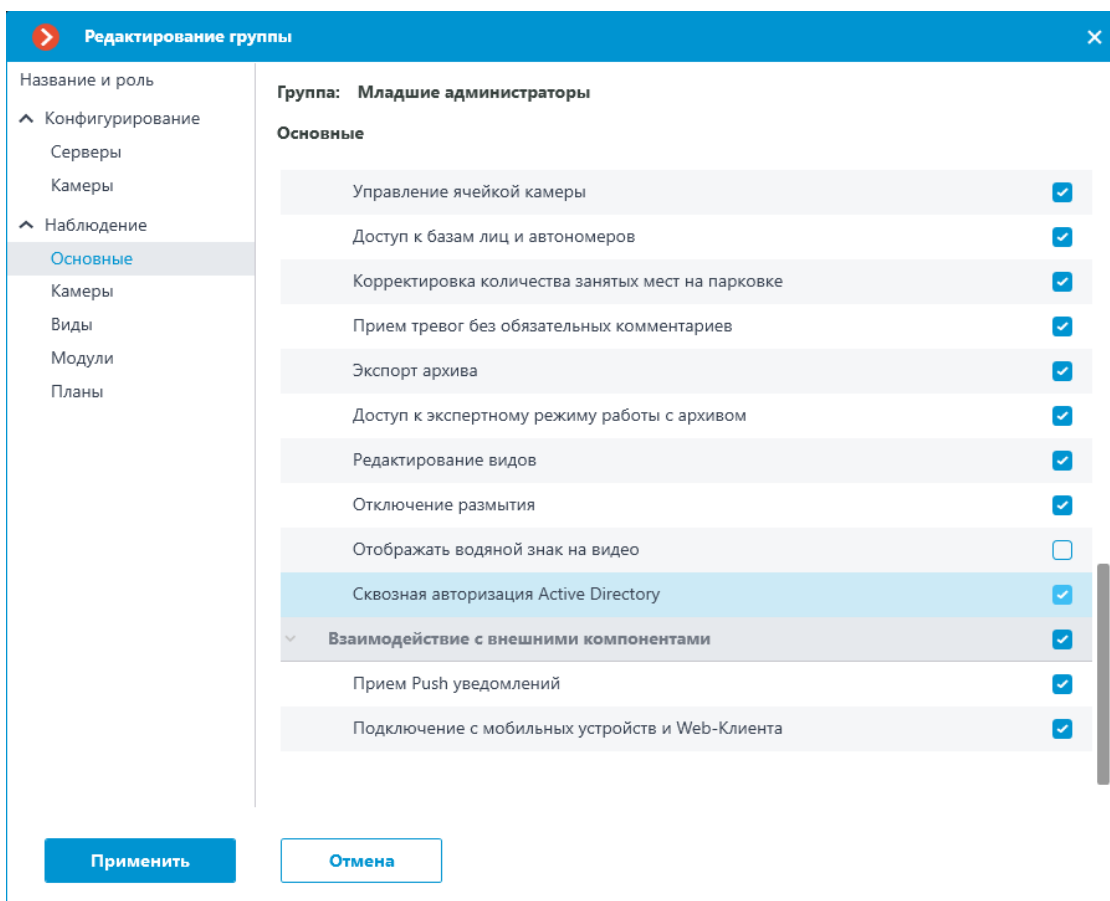 Редактирование группы
Название и роль
Конфигурирование
Серверы
Камеры
Наблюдение
Основные
Камеры
Виды
Модули
Планы
Группа: Младшие администраторы
Основные
Управление ячейкой камеры
Доступ к базам лиц и автономеров
Корректировка количества занятых мест на парковке
Прием тревог без обязательных комментариев
Экспорт архива
Доступ к экспертному режиму работы с архивом
Редактирование видов
Отключение размытия
Отображать водяной знак на видео
Сквозная авторизация Active Directory
Взаимодействие с внешними компонентами
Прием Push уведомлений
Подключение с мобильных устройств и Web-Клиента
Применить
Отмена